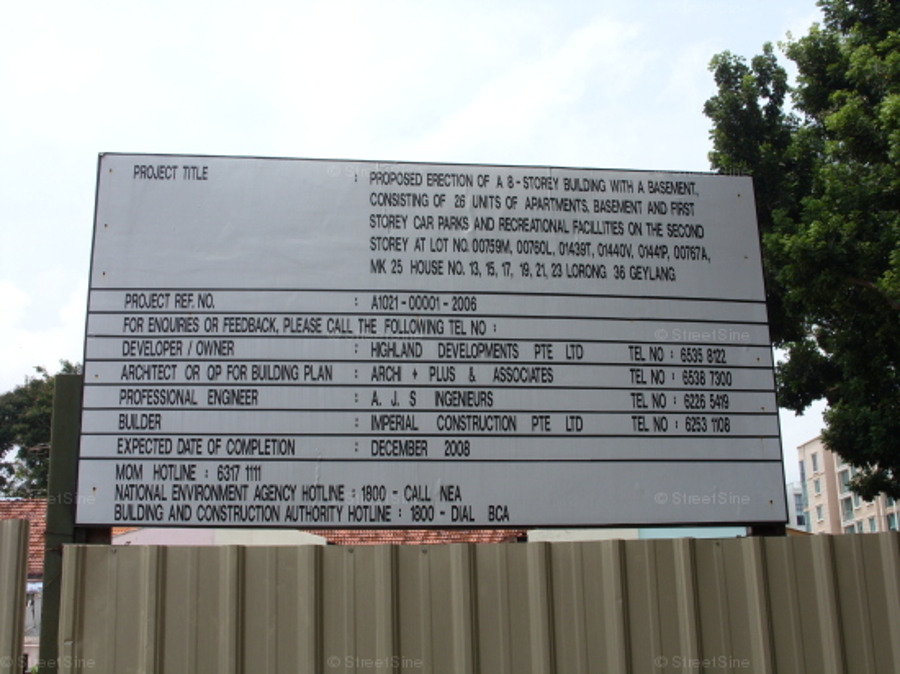 PROJECT TITLE : PROPOSED ERECTION OF A 8-STOREY BUILDING WITH A BASEMENT,
CONSISTING OF 26 UNITS OF APARTMENTS, BASEMENT AND FIRST
STOREY CAR PARKS AND RECREATIONAL FACILLITIES ON THE SECOND
STOREY AT LOT NO. 00759M, 00760L, 01439T, 01440V, 01441P, 00767A,
MK 25 HOUSE NO. 13, 15, 17, 19, 21, 23 LORONG 36 GEYLANG
PROJECT REF. NO. : A1021-00001-2006
FOR ENQUIRIES OR FEEDBACK, PLEASE CALL THE FOLLOWING TEL NO :
DEVELOPER / OWNER : HIGHLAND DEVELOPMENTS PTE LTD TEL NO : 6535 8122
ARCHITECT OR QP FOR BUILDING PLAN : ARCHI + PLUS & ASSOCIATES TEL NO : 6538 7300
PROFESSIONAL ENGINEER : A. J. S INGENIEURS TEL NO : 6226 5419
BUILDER : IMPERIAL CONSTRUCTION PTE LTD TEL NO : 6253 1108
EXPECTED DATE OF COMPLETION : DECEMBER 2008
MOM HOTLINE : 6317 1111
NATIONAL ENVIRONMENT AGENCY HOTLINE : 1800 - CALL NEA
BUILDING AND CONSTRUCTION AUTHORITY HOTLINE : 1800 - DIAL BCA
© StreetSine
© StreetSine
© StreetSine
© StreetSine
© StreetSine